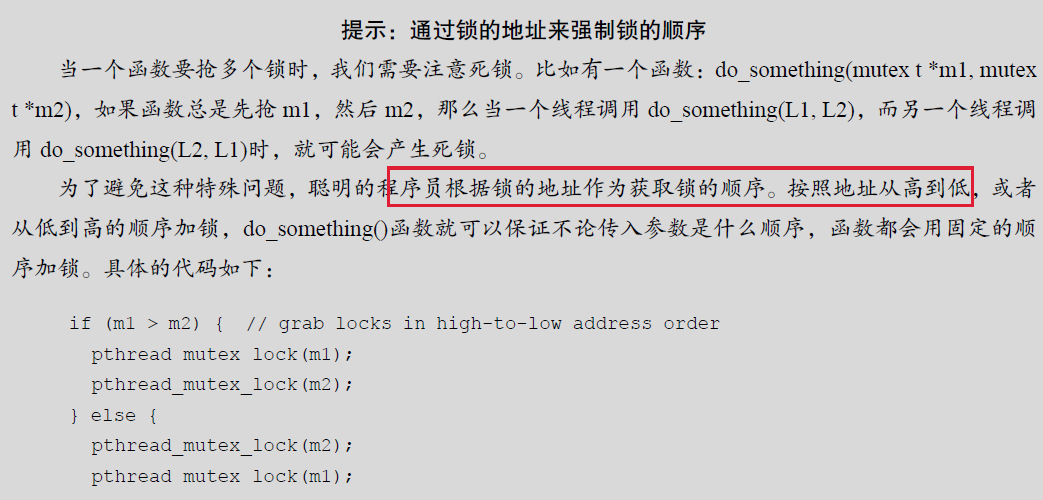 提示：通过锁的地址来强制锁的顺序
当一个函数要抢多个锁时，我们需要注意死锁。比如有一个函数：do_something(mutex t *m1, mutex
t *m2)，如果函数总是先抢 m1，然后 m2，那么当一个线程调用 do_something(L1, L2)，而另一个线程调
用 do_something(L2, L1)时，就可能会产生死锁。
为了避免这种特殊问题，聪明的程序员根据锁的地址作为获取锁的顺序。按照地址从高到低，或者
从低到高的顺序加锁，do_something()函数就可以保证不论传入参数是什么顺序，函数都会用固定的顺
序加锁。具体的代码如下：
if (m1 > m2) { // grab locks in high-to-low address order
pthread mutex lock(m1);
pthread_mutex_lock(m2);
} else {
pthread_mutex_lock(m2);
pthread mutex lock(m1);